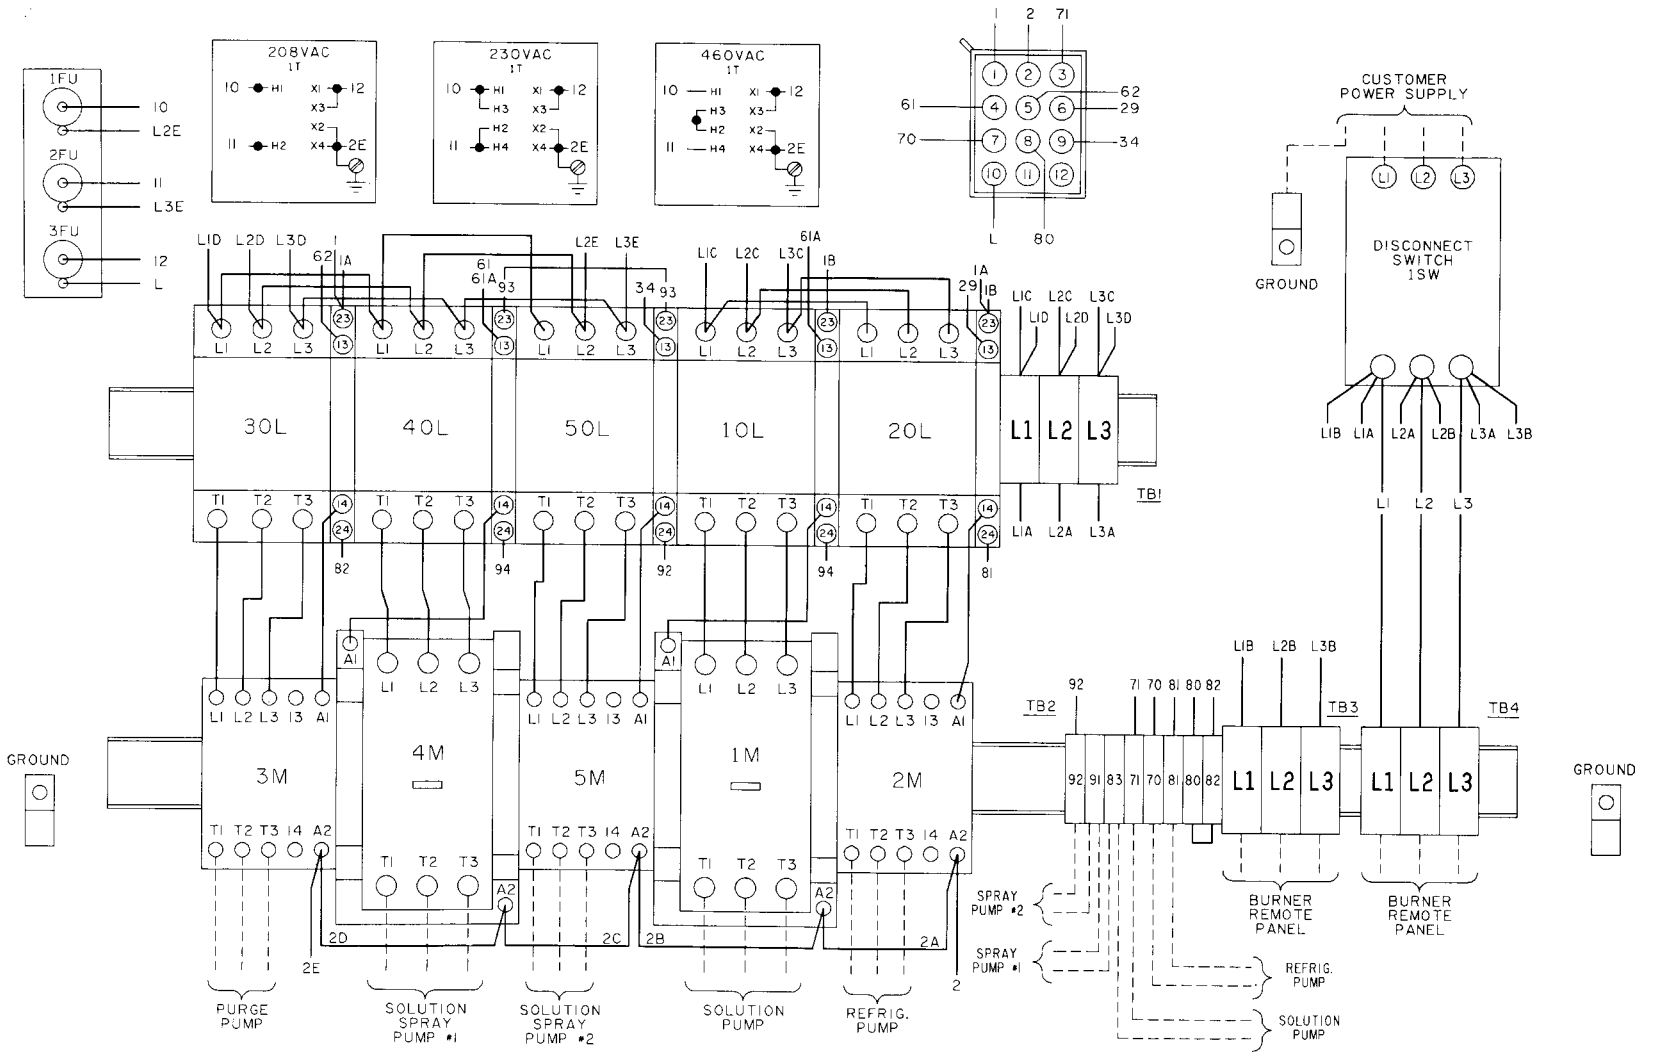 1FU
10
L2E
2FU
11
L3E
3FU
12
L
208VAC
1T
10 H1 X1 12
X3
X2
11 H2 X4 2E
230VAC
1T
10 H1 X1 12
H3 X3
H2 X2
11 H4 X4 2E
460VAC
1T
10 H1 X1 12
H3 X3
H2 X2
11 H4 X4 2E
1 2 71
1 2 3
61 4 5 6 62
29
70 7 8 9 34
10 11 12
L 80
CUSTOMER
POWER SUPPLY
L1 L2 L3
DISCONNECT
SWITCH
1SW
GROUND
L1B L1A L2A L2B L3A L3B
L1 L2 L3
L1D L2D L3D 62 1 1A 61 61A 93 L2E L3E 34 93 L1C L2C L3C 61A 1B 29 1A 1B
L1C L2C L3C
L1D L2D L3D
L1 L2 L3 23 13 L1 L2 L3 23 13 L1 L2 L3 23 13 L1 L2 L3 23 13 L1 L2 L3 23 13
3OL 4OL 5OL 1OL 2OL L1 L2 L3
TB1
T1 T2 T3 14 24 T1 T2 T3 14 24 T1 T2 T3 14 24 T1 T2 T3 14 24 T1 T2 T3 14 24
L1A L2A L3A
82 94 92 94 81
A1 A1
L1 L2 L3 L1 L2 L3
L1 L2 L3 13 A1 L1 L2 L3 13 A1 L1 L2 L3 13 A1
3M 4M 5M 1M 2M
T1 T2 T3 14 A2 T1 T2 T3 14 A2 T1 T2 T3 14 A2
T1 T2 T3 A2 T1 T2 T3 A2
2D 2C 2B 2A
2E 2
GROUND
PURGE
PUMP
SOLUTION
SPRAY
PUMP #1
SOLUTION
SPRAY
PUMP #2
SOLUTION
PUMP
REFRIG.
PUMP
TB2
92 71 70 81 80 82
92 91 83 71 70 81 80 82
L1B L2B L3B
TB3
L1 L2 L3
TB4
L1 L2 L3
GROUND
SPRAY
PUMP #2
SPRAY
PUMP #1
BURNER
REMOTE
PANEL
BURNER
REMOTE
PANEL
REFRIG.
PUMP
SOLUTION
PUMP